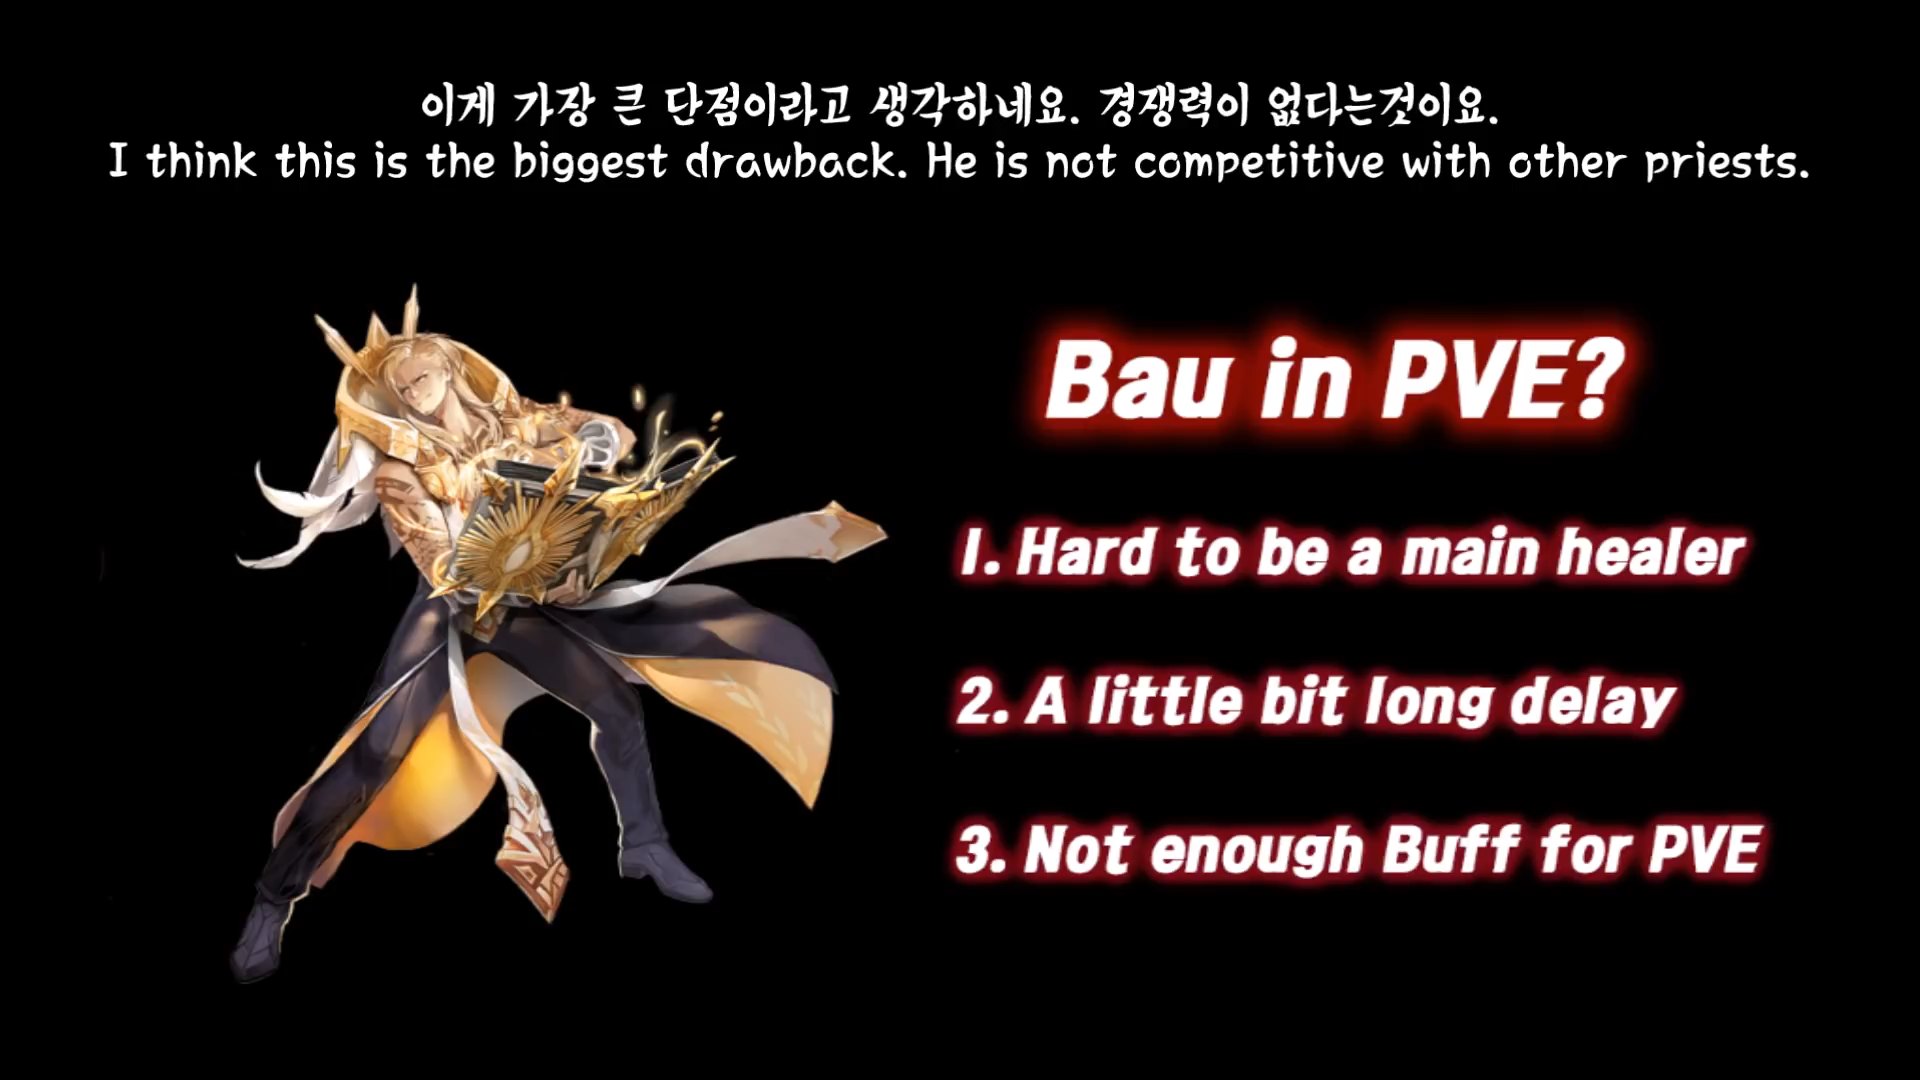 이게 가장 큰 단점이라고 생각하네요. 경쟁력이 없다는것이요.
I think this is the biggest drawback. He is not competitive with other priests.
Bau in PVE?
1. Hard to be a main healer
2. A little bit long delay
3. Not enough Buff for PVE